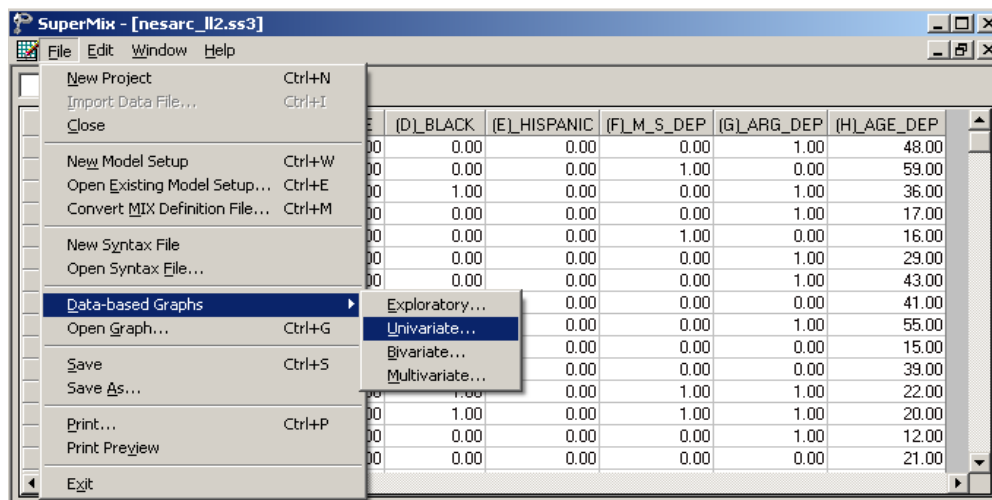 SuperMix - [nesarc_ll2.ss3]
File Edit Window Help
New Project Ctrl+N
Import Data File... Ctrl+I
Close
New Model Setup Ctrl+W
Open Existing Model Setup... Ctrl+E
Convert MIX Definition File... Ctrl+M
New Syntax File
Open Syntax File...
Data-based Graphs
Open Graph... Ctrl+G
Save Ctrl+S
Save As...
Print... Ctrl+P
Print Preview
Exit
Exploratory...
Univariate...
Bivariate...
Multivariate...
(D)_BLACK (E)_HISPANIC (F)_M_S_DEP (G)_ARG_DEP (H)_AGE_DEP
0.00 0.00 0.00 1.00 48.00
0.00 0.00 1.00 0.00 59.00
1.00 0.00 0.00 1.00 36.00
0.00 0.00 0.00 1.00 17.00
0.00 0.00 1.00 0.00 16.00
0.00 0.00 0.00 1.00 29.00
0.00 0.00 0.00 1.00 43.00
0.00 0.00 0.00 41.00
0.00 0.00 1.00 55.00
0.00 0.00 0.00 15.00
0.00 0.00 0.00 39.00
1.00 0.00 1.00 1.00 22.00
1.00 0.00 1.00 1.00 20.00
0.00 0.00 0.00 1.00 12.00
0.00 0.00 0.00 0.00 21.00